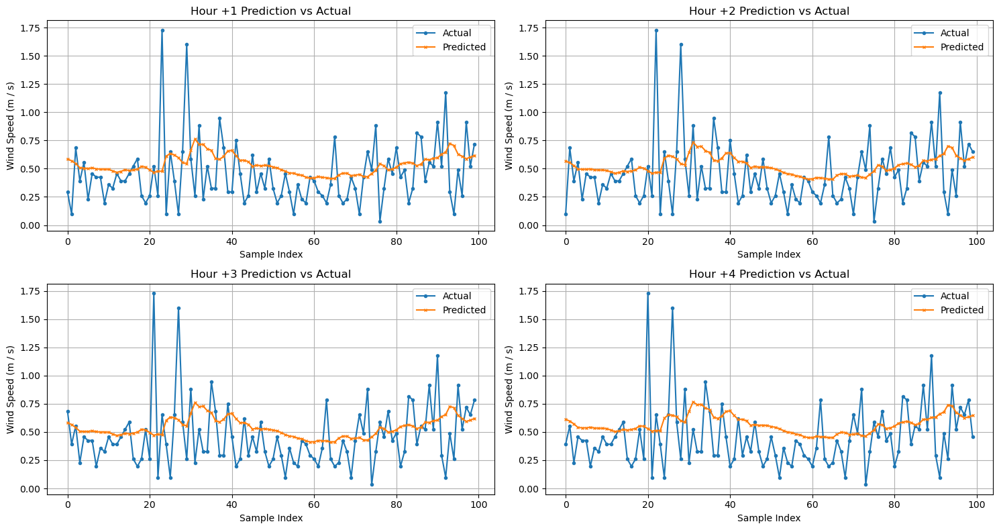 Hour +1 Prediction vs Actual
1.75
1.50
1.25
1.00
0.75
0.50
0.25
0.00
Wind Speed (m / s)
Actual
Predicted
0 20 40 60 80 100
Sample Index
Hour +2 Prediction vs Actual
1.75
1.50
1.25
1.00
0.75
0.50
0.25
0.00
Wind Speed (m / s)
Actual
Predicted
0 20 40 60 80 100
Sample Index
Hour +3 Prediction vs Actual
1.75
1.50
1.25
1.00
0.75
0.50
0.25
0.00
Wind Speed (m / s)
Actual
Predicted
0 20 40 60 80 100
Sample Index
Hour +4 Prediction vs Actual
1.75
1.50
1.25
1.00
0.75
0.50
0.25
0.00
Wind Speed (m / s)
Actual
Predicted
0 20 40 60 80 100
Sample Index